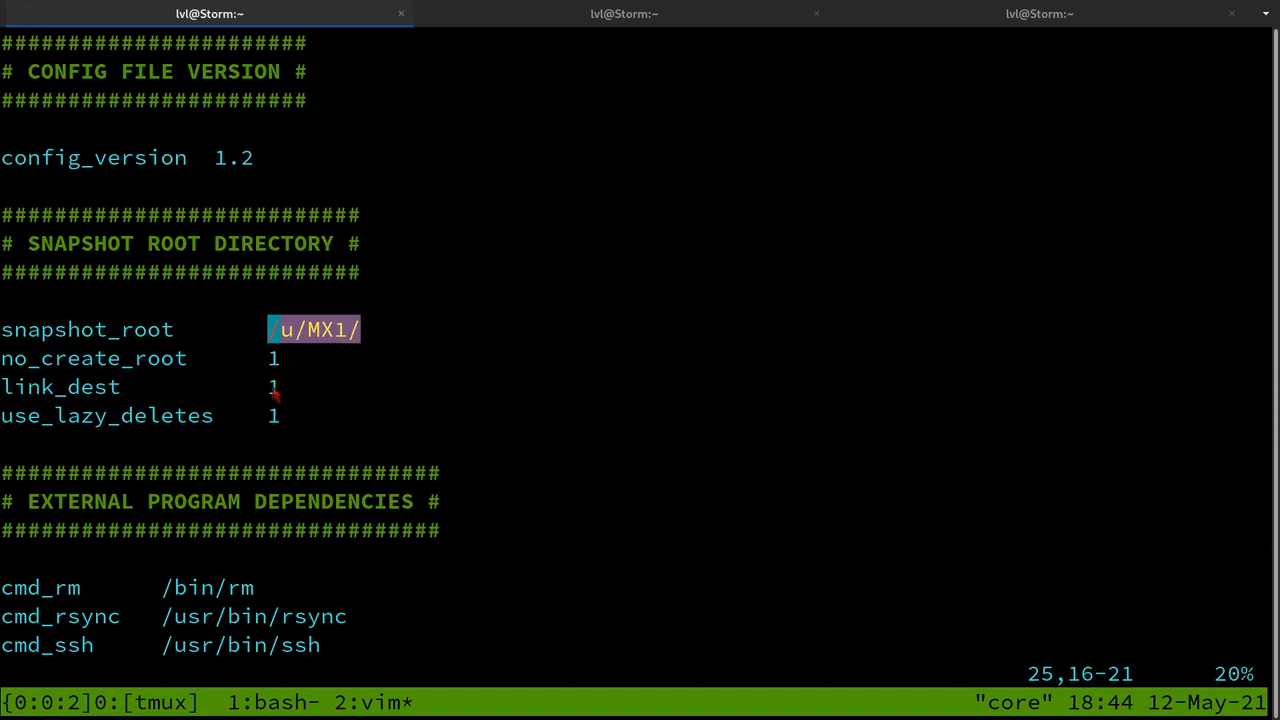 lvl@Storm:~ × lvl@Storm:~ × lvl@Storm:~ ×
#######################
# CONFIG FILE VERSION #
#######################
config_version 1.2
###########################
# SNAPSHOT ROOT DIRECTORY #
###########################
snapshot_root /u/MX1/
no_create_root 1
link_dest 1
use_lazy_deletes 1
#################################
# EXTERNAL PROGRAM DEPENDENCIES #
#################################
cmd_rm /bin/rm
cmd_rsync /usr/bin/rsync
cmd_ssh /usr/bin/ssh
25,16-21 20%
{0:0:2}0:[tmux] 1:bash- 2:vim* "core" 18:44 12-May-21